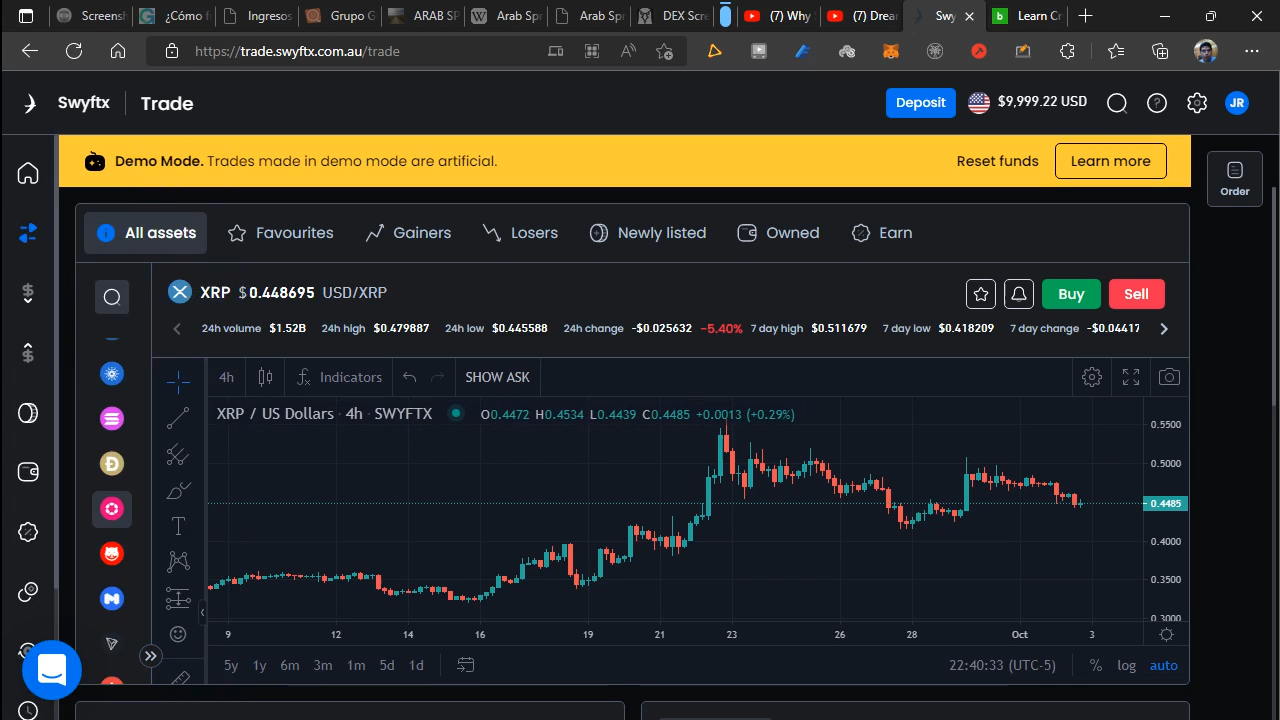 Screensh
¿Cómo f
Ingresos
Grupo G
ARAB SP
Arab Spr
Arab Spr
DEX Scre
(7) Why
(7) Drea
Swy
Learn Cr
https://trade.swyftx.com.au/trade
Swyftx
Trade
Deposit
$9,999.22 USD
JR
Demo Mode. Trades made in demo mode are artificial.
Reset funds
Learn more
Order
All assets
Favourites
Gainers
Losers
Newly listed
Owned
Earn
XRP $0.448695 USD/XRP
Buy
Sell
24h volume $1.52B 24h high $0.479887 24h low $0.445588 24h change -$0.025632 -5.40% 7 day high $0.511679 7 day low $0.418209 7 day change -$0.04417
4h
Indicators
SHOW ASK
XRP / US Dollars · 4h · SWYFTX O0.4472 H0.4534 L0.4439 C0.4485 +0.0013 (+0.29%)
0.5500
0.5000
0.4485
0.4000
0.3500
0.3000
9 12 14 16 19 21 23 26 28 Oct 3
5y 1y 6m 3m 1m 5d 1d
22:40:33 (UTC-5)
% log auto